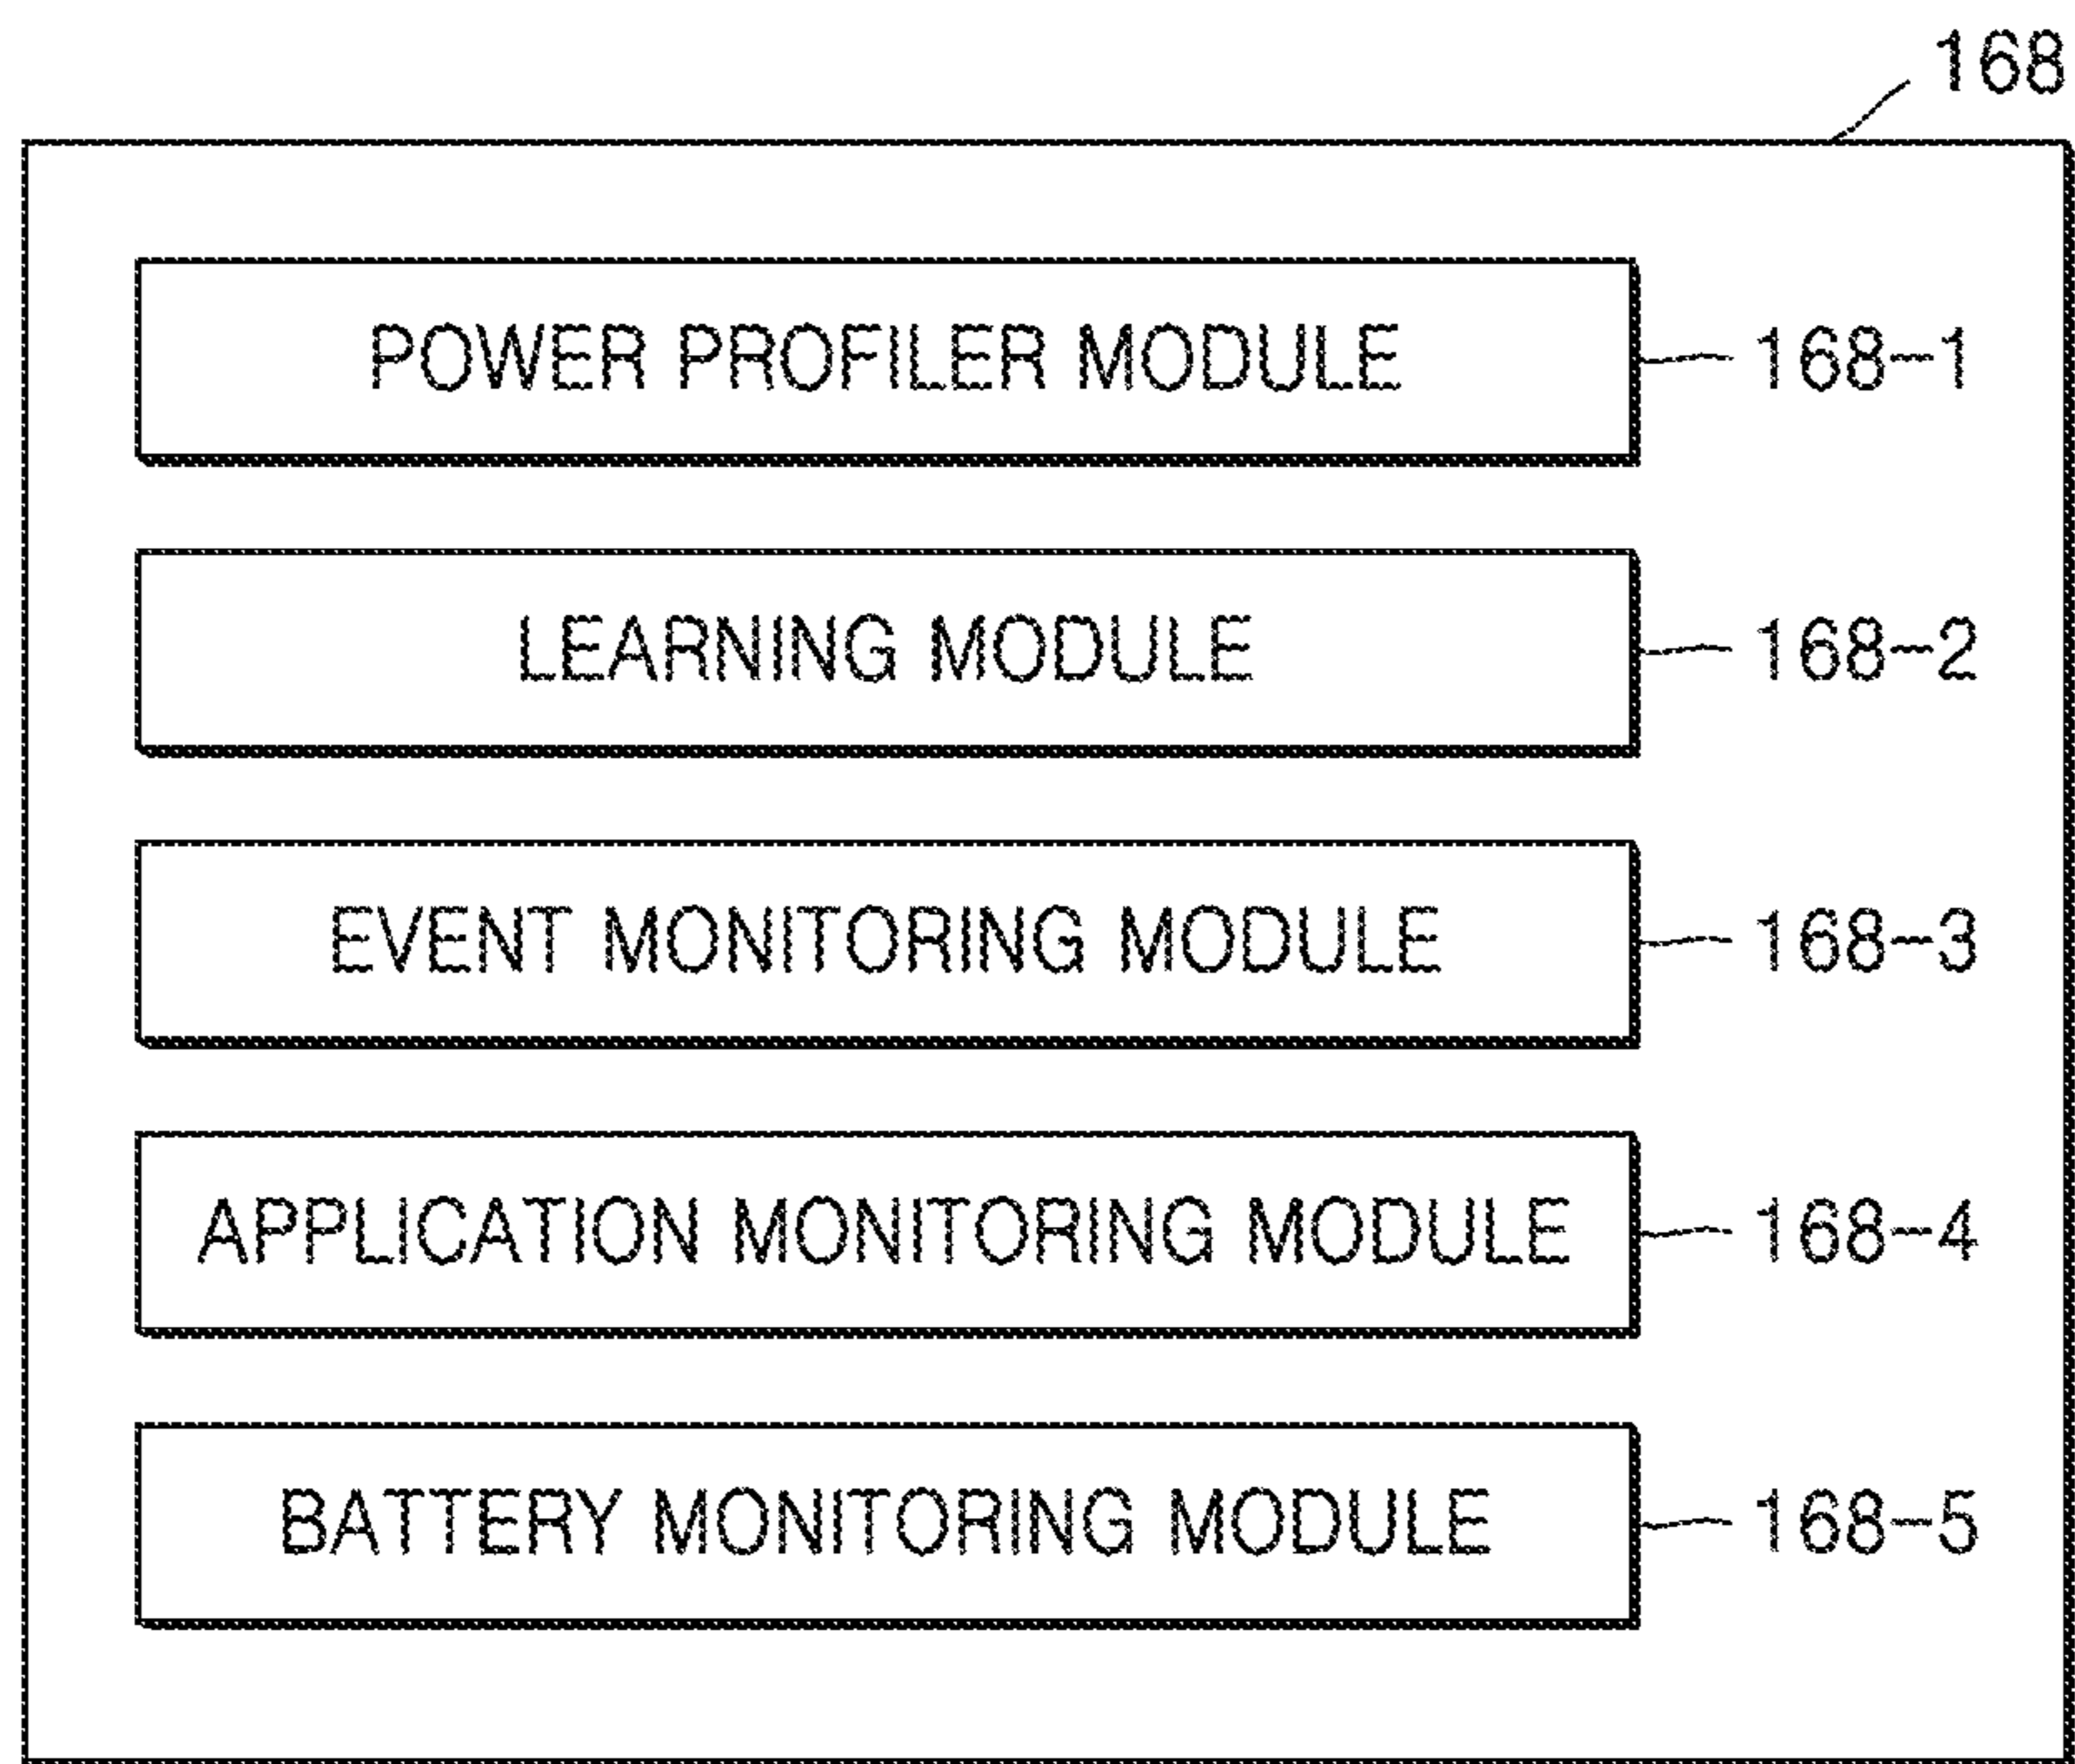 168
POWER PROFILER MODULE 168-1
LEARNING MODULE 168-2
EVENT MONITORING MODULE 168-3
APPLICATION MONITORING MODULE 168-4
BATTERY MONITORING MODULE 168-5